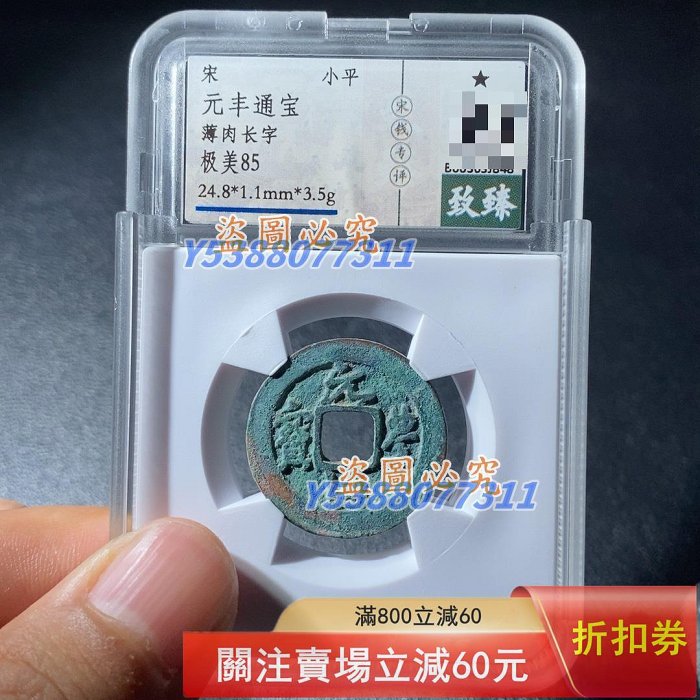 宋 小平
元丰通宝
薄肉长字
极美85
24.8*1.1mm*3.5g
宋钱专评
★
致臻
盜圖必究
Y5388077311
元豐通寶
盜圖必究
Y5388077311
滿800立減60
關注賣場立減60元
折扣券